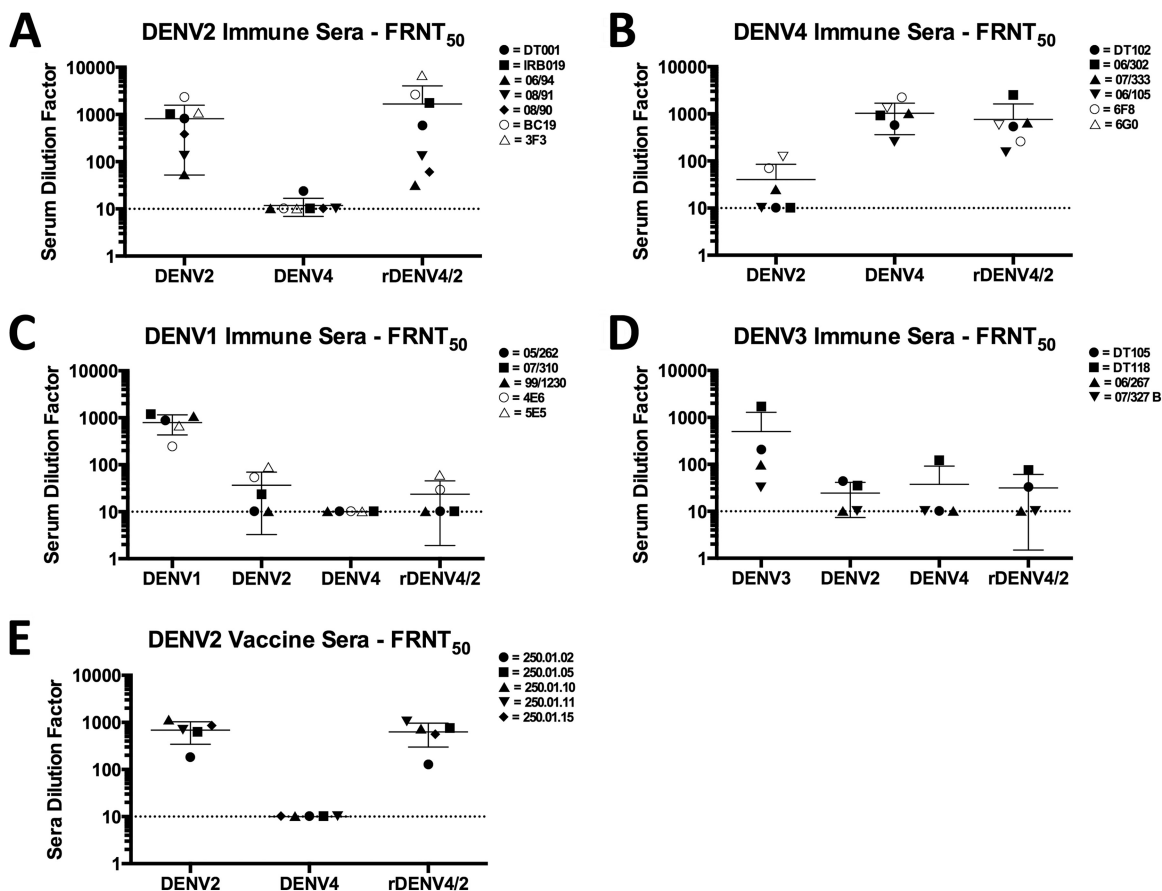 A
DENV2 Immune Sera - FRNT50
Serum Dilution Factor
10000
1000
100
10
1
DENV2 DENV4 rDENV4/2
● = DT001
■ = IRB019
▲ = 06/94
▼ = 08/91
◆ = 08/90
○ = BC19
△ = 3F3
B
DENV4 Immune Sera - FRNT50
Serum Dilution Factor
10000
1000
100
10
1
DENV2 DENV4 rDENV4/2
● = DT102
■ = 06/302
▲ = 07/333
▼ = 06/105
○ = 6F8
△ = 6G0
C
DENV1 Immune Sera - FRNT50
Serum Dilution Factor
10000
1000
100
10
1
DENV1 DENV2 DENV4 rDENV4/2
● = 05/262
■ = 07/310
▲ = 99/1230
○ = 4E6
△ = 5E5
D
DENV3 Immune Sera - FRNT50
Serum Dilution Factor
10000
1000
100
10
1
DENV3 DENV2 DENV4 rDENV4/2
● = DT105
■ = DT118
▲ = 06/267
▼ = 07/327 B
E
DENV2 Vaccine Sera - FRNT50
Sera Dilution Factor
10000
1000
100
10
1
DENV2 DENV4 rDENV4/2
● = 250.01.02
■ = 250.01.05
▲ = 250.01.10
▼ = 250.01.11
◆ = 250.01.15